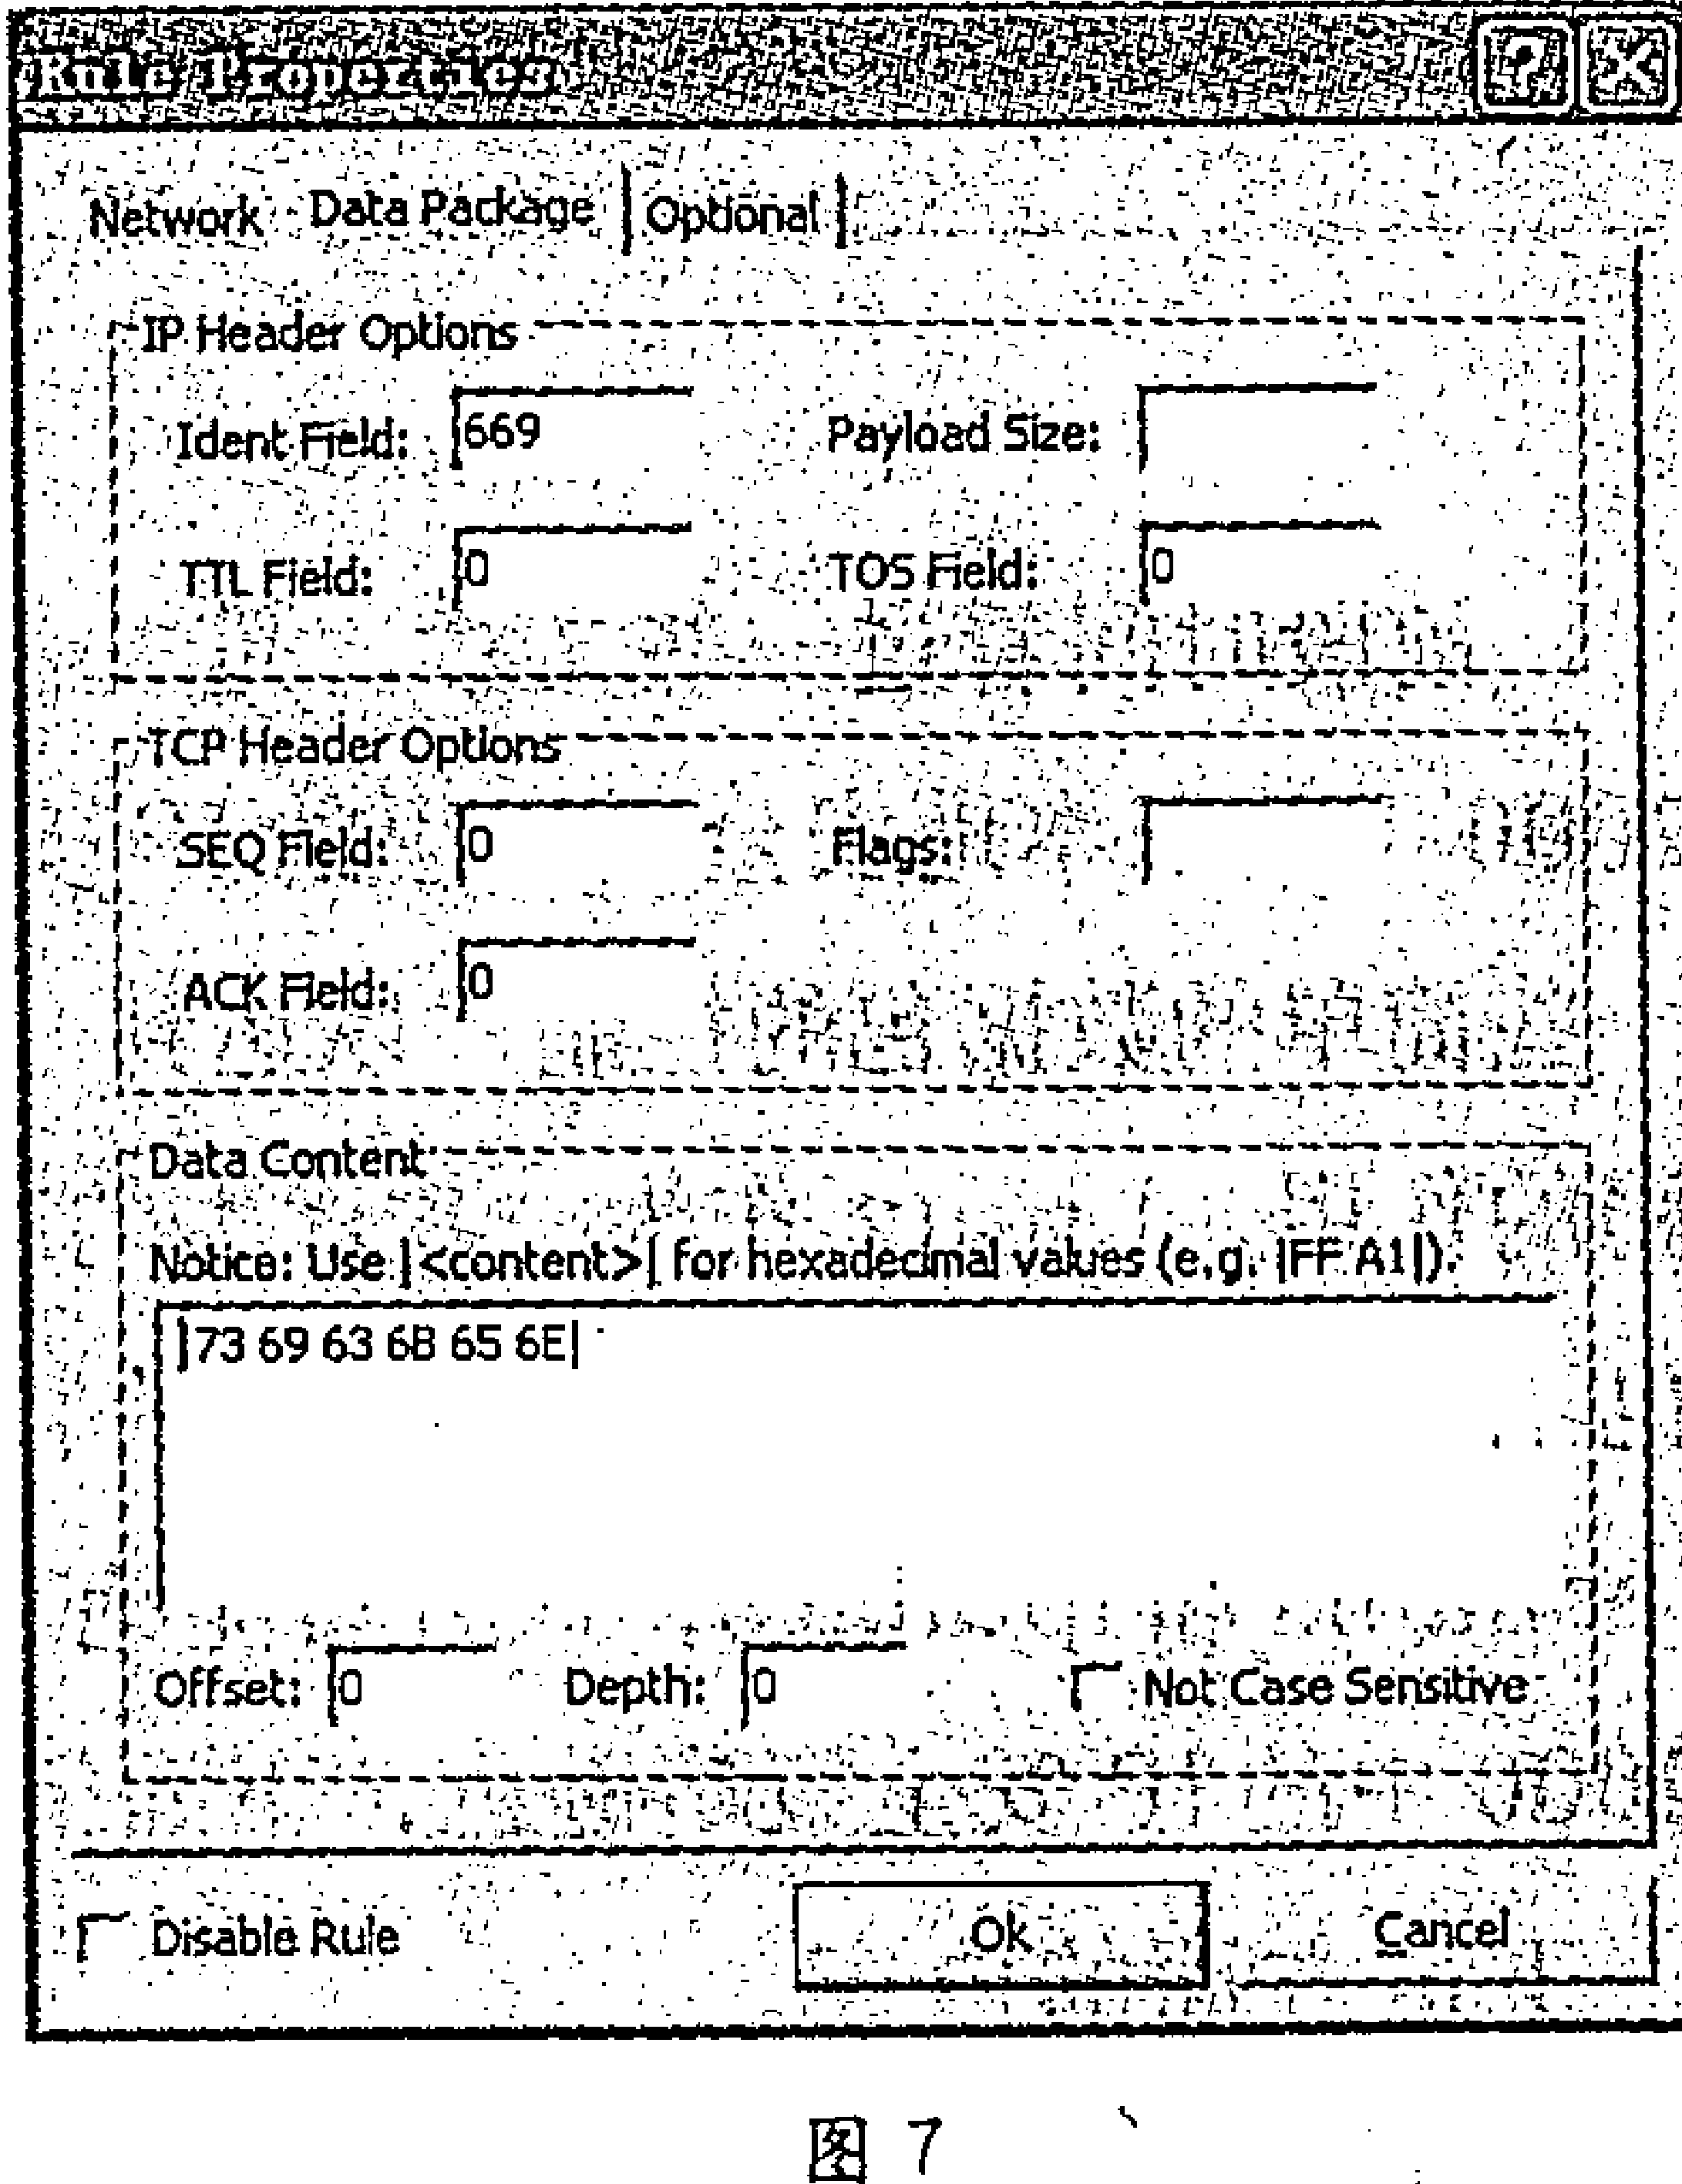 Rule Properties
Network Data Package Optional
IP Header Options
Ident Field: 669 Payload Size:
TTL Field: 0 TOS Field: 0
TCP Header Options
SEQ Field: 0 Flags:
ACK Field: 0
Data Content
Notice: Use |<content>| for hexadecimal values (e.g. |FF A1|).
|73 69 63 6B 65 6E|
Offset: 0 Depth: 0 Not Case Sensitive
Disable Rule Ok Cancel
图 7